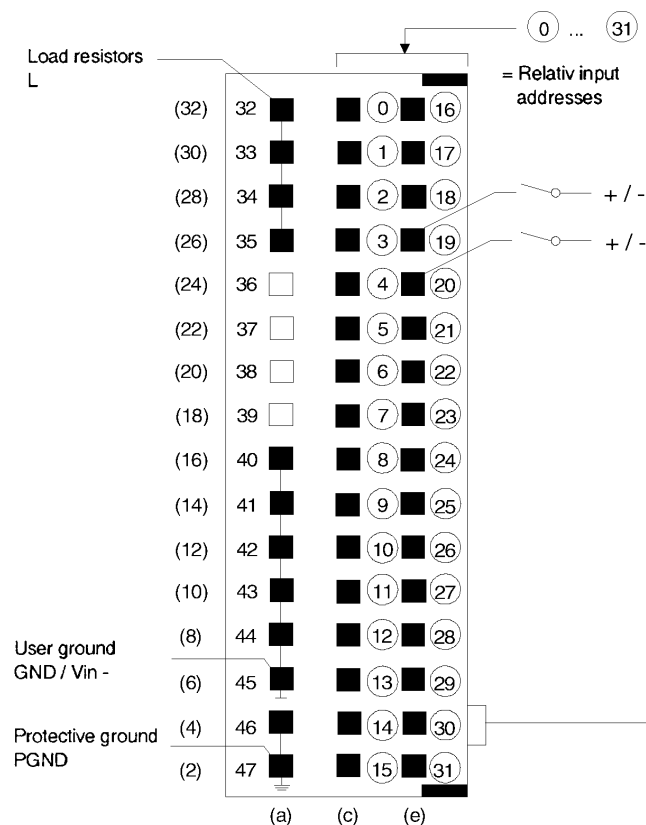 0 ... 31
Load resistors
L
= Relativ input
addresses
(32) 32 0 16
(30) 33 1 17
(28) 34 2 18
+ / -
(26) 35 3 19
+ / -
(24) 36 4 20
(22) 37 5 21
(20) 38 6 22
(18) 39 7 23
(16) 40 8 24
(14) 41 9 25
(12) 42 10 26
(10) 43 11 27
(8) 44 12 28
User ground
GND / Vin -
(6) 45 13 29
(4) 46 14 30
Protective ground
PGND
(2) 47 15 31
(a) (c) (e)